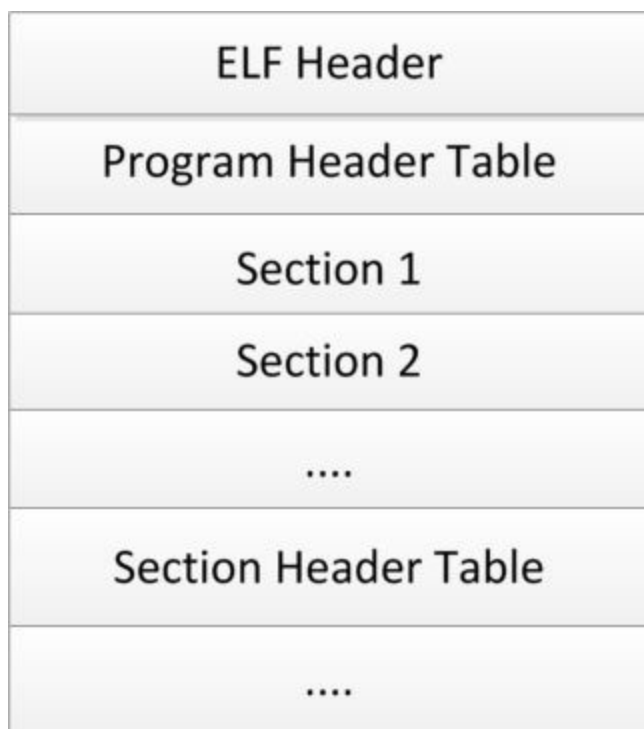 ELF Header
Program Header Table
Section 1
Section 2
....
Section Header Table
....